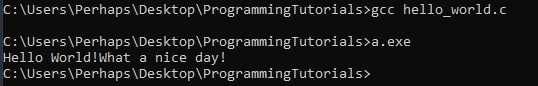 C:\Users\Perhaps\Desktop\ProgrammingTutorials>gcc hello_world.c
C:\Users\Perhaps\Desktop\ProgrammingTutorials>a.exe
Hello World!What a nice day!
C:\Users\Perhaps\Desktop\ProgrammingTutorials>